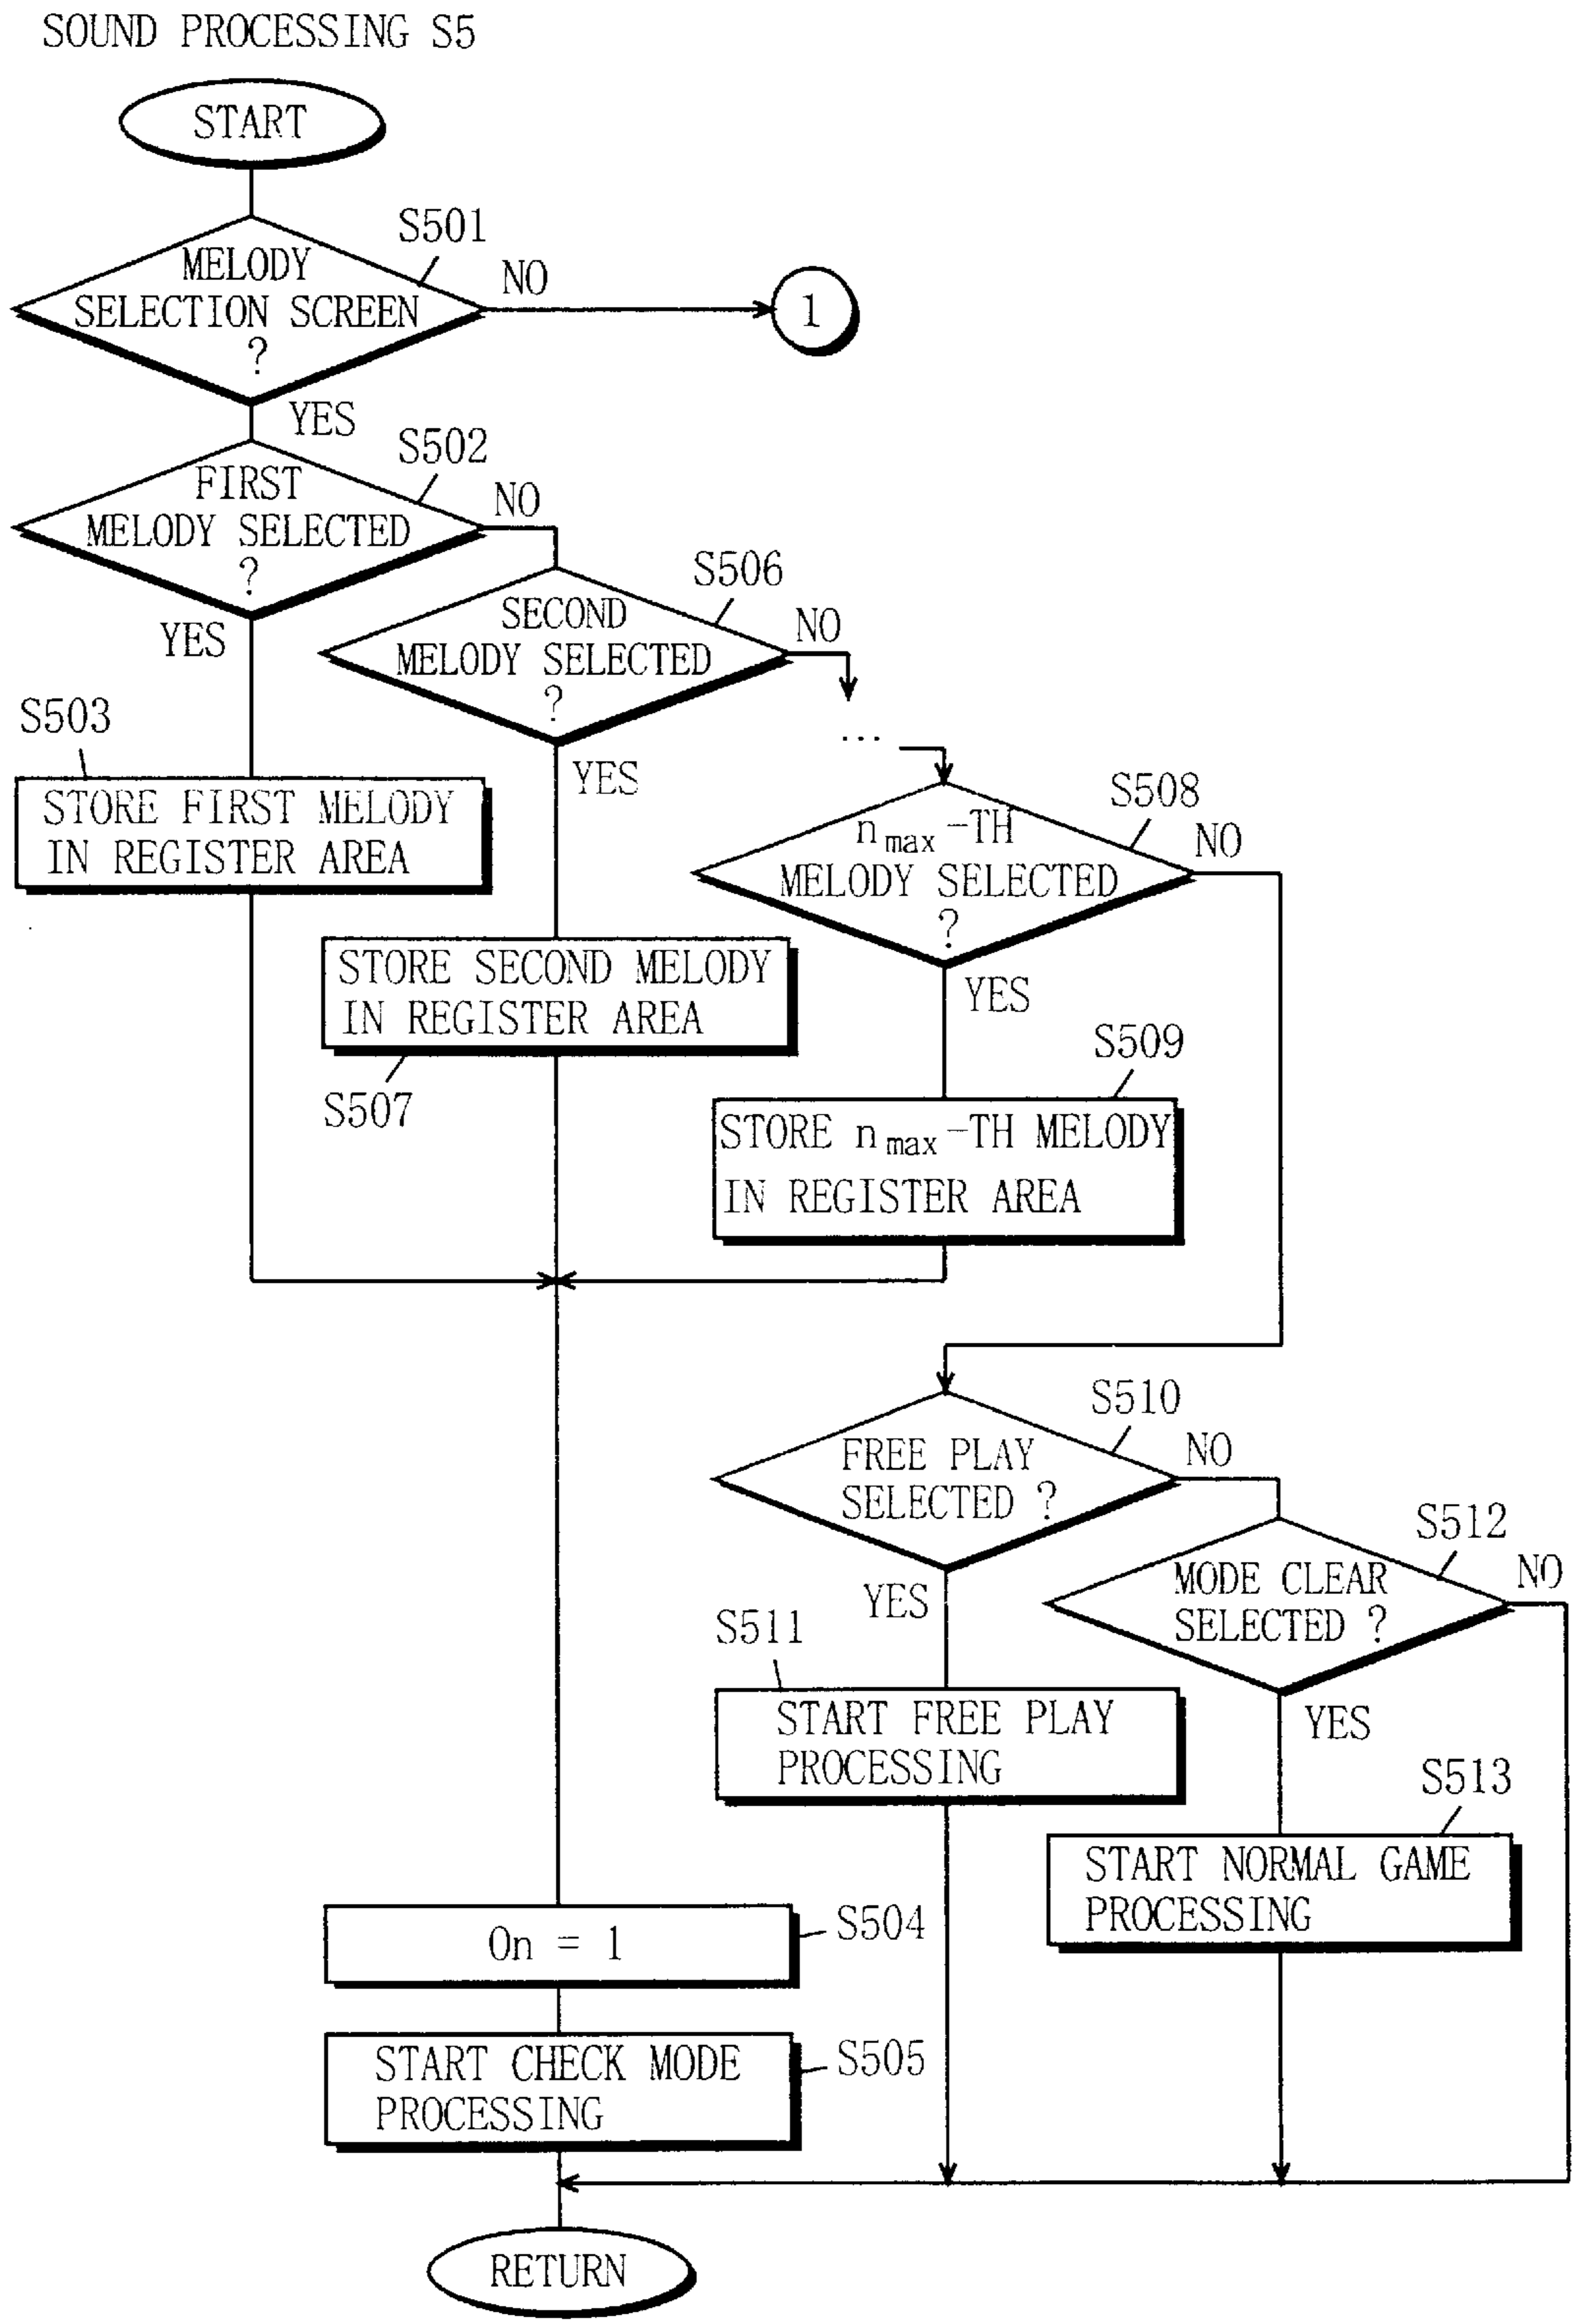 SOUND PROCESSING S5
START
S501
MELODY
SELECTION SCREEN
?
NO
1
YES
S502
FIRST
MELODY SELECTED
?
NO
YES
S506
SECOND
MELODY SELECTED
?
NO
YES
...
S503
STORE FIRST MELODY
IN REGISTER AREA
S508
nmax-TH
MELODY SELECTED
?
NO
YES
STORE SECOND MELODY
IN REGISTER AREA
S507
S509
STORE nmax-TH MELODY
IN REGISTER AREA
S510
FREE PLAY
SELECTED ?
NO
YES
S512
MODE CLEAR
SELECTED ?
NO
YES
S511
START FREE PLAY
PROCESSING
S513
START NORMAL GAME
PROCESSING
On = 1
S504
START CHECK MODE
PROCESSING
S505
RETURN